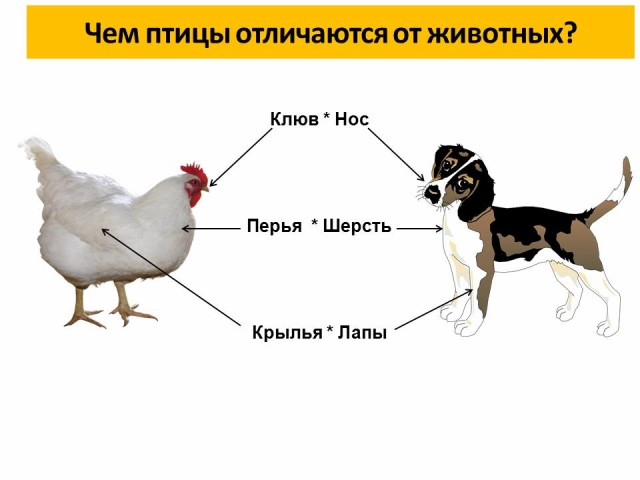 Чем птицы отличаются от животных?
Клюв * Нос
Перья * Шерсть
Крылья * Лапы